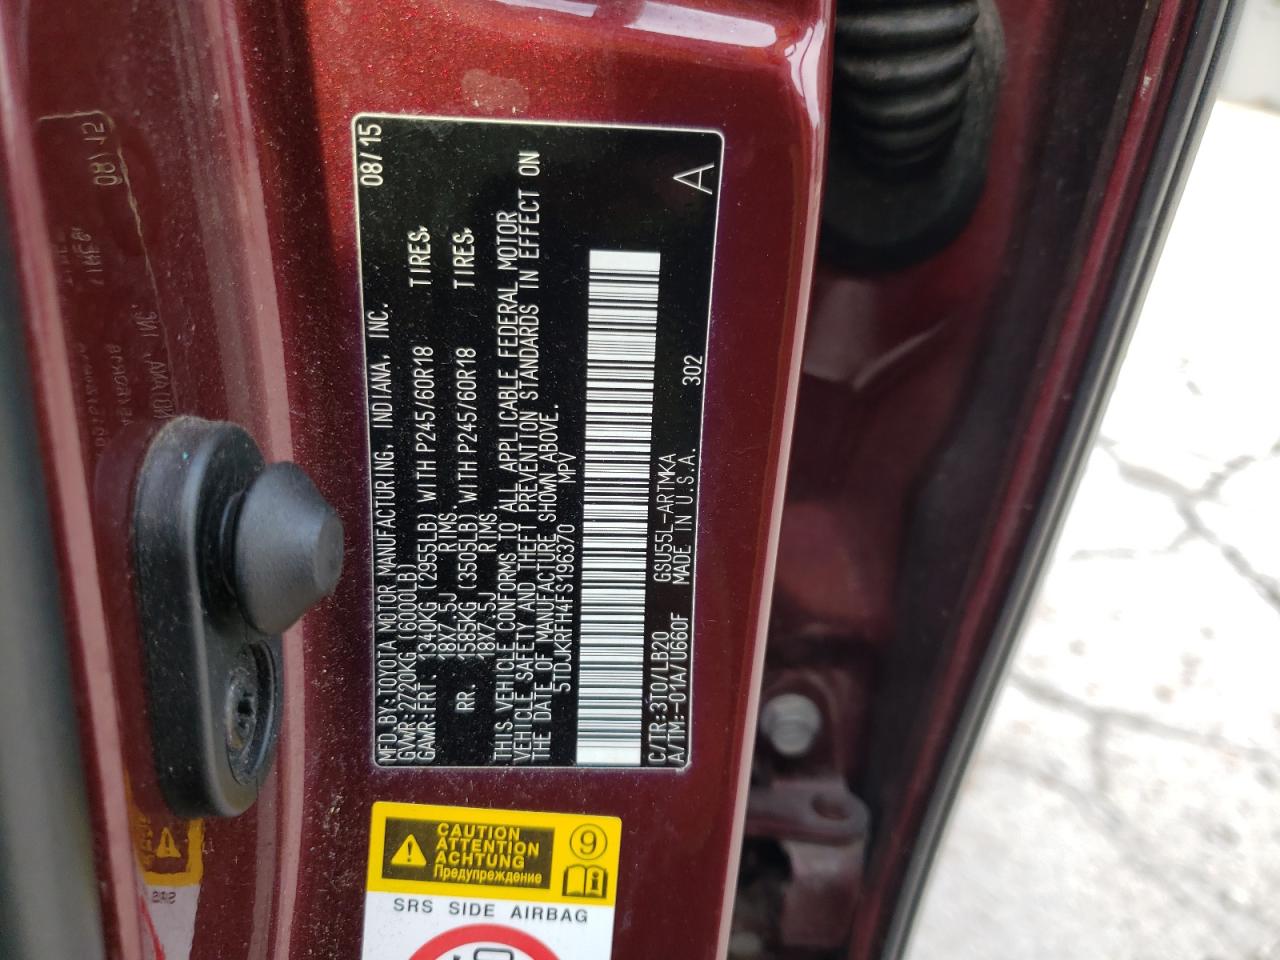 MFD.BY:TOYOTA MOTOR MANUFACTURING, INDIANA, INC. 08/15
GVWR:2720KG(6000LB)
GAWR:FRT. 1340KG (2955LB) WITH P245/60R18 TIRES,
18X7.5J RIMS.
RR. 1585KG (3505LB) WITH P245/60R18 TIRES,
18X7.5J RIMS.
THIS VEHICLE CONFORMS TO ALL APPLICABLE FEDERAL MOTOR
VEHICLE SAFETY AND THEFT PREVENTION STANDARDS IN EFFECT ON
THE DATE OF MANUFACTURE SHOWN ABOVE.
5TDJKRFH4FS196370 MPV
C/TR:3T0/LB20 GSU55L-ARTMKA 302
A/TM:-01A/U660F MADE IN U.S.A. A
CAUTION
ATTENTION
ACHTUNG
Предупреждение
9
SRS SIDE AIRBAG